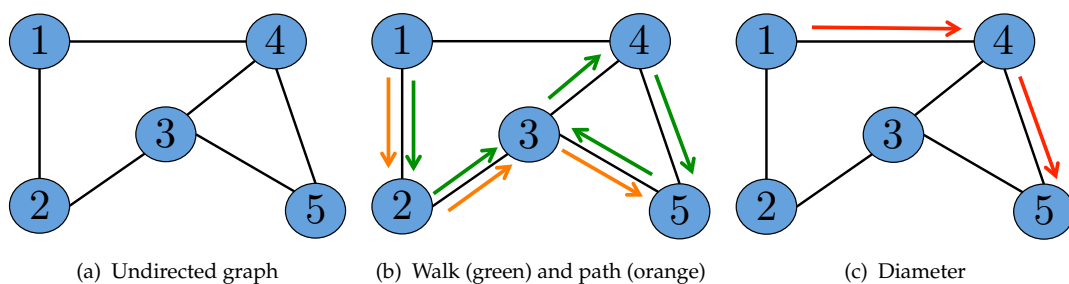 1 4 1 4 1 4
3 3 3
2 5 2 5 2 5
(a) Undirected graph (b) Walk (green) and path (orange) (c) Diameter